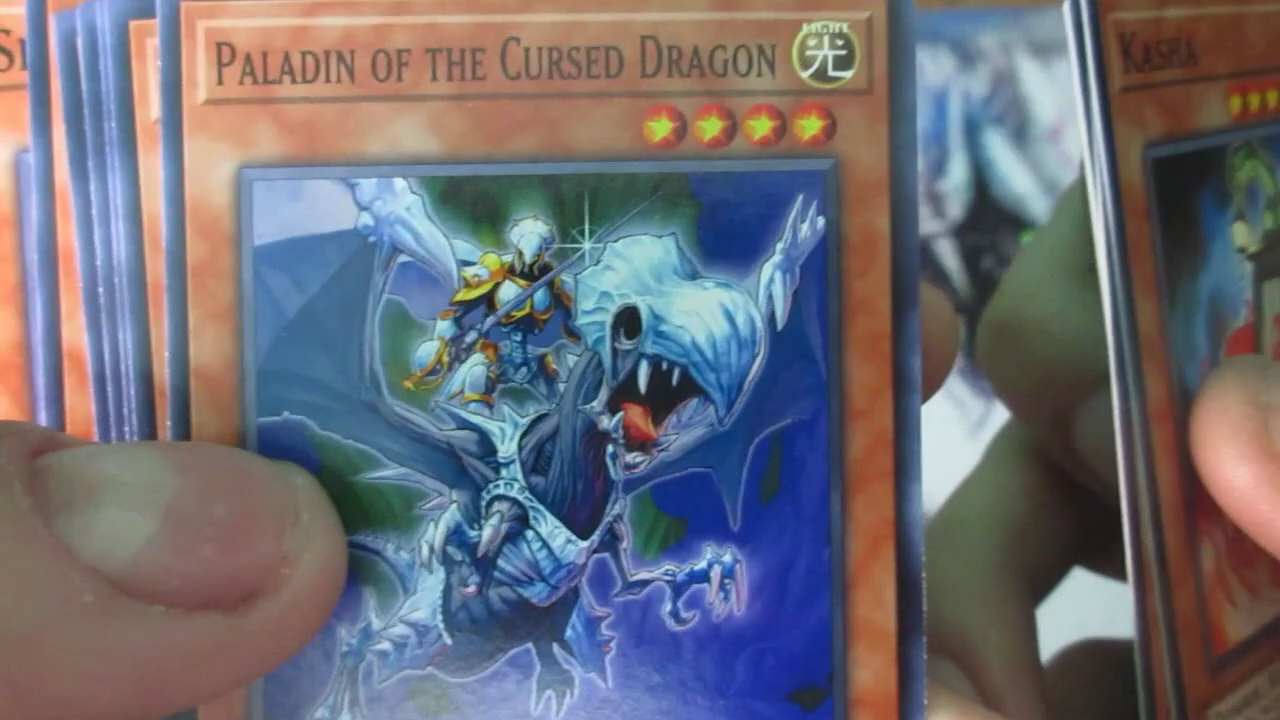 PALADIN OF THE CURSED DRAGON
LIGHT
光
KASHA